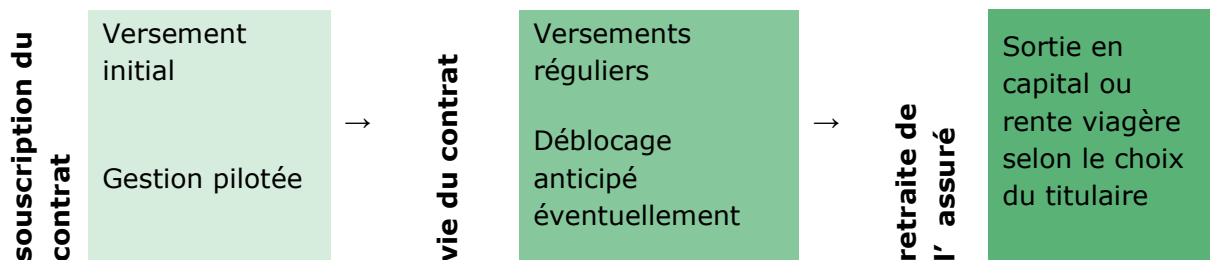 souscription du
contrat
Versement
initial
Gestion pilotée
→
vie du contrat
Versements
réguliers
Déblocage
anticipé
éventuellement
→
retraite de
l’ assuré
Sortie en
capital ou
rente viagère
selon le choix
du titulaire